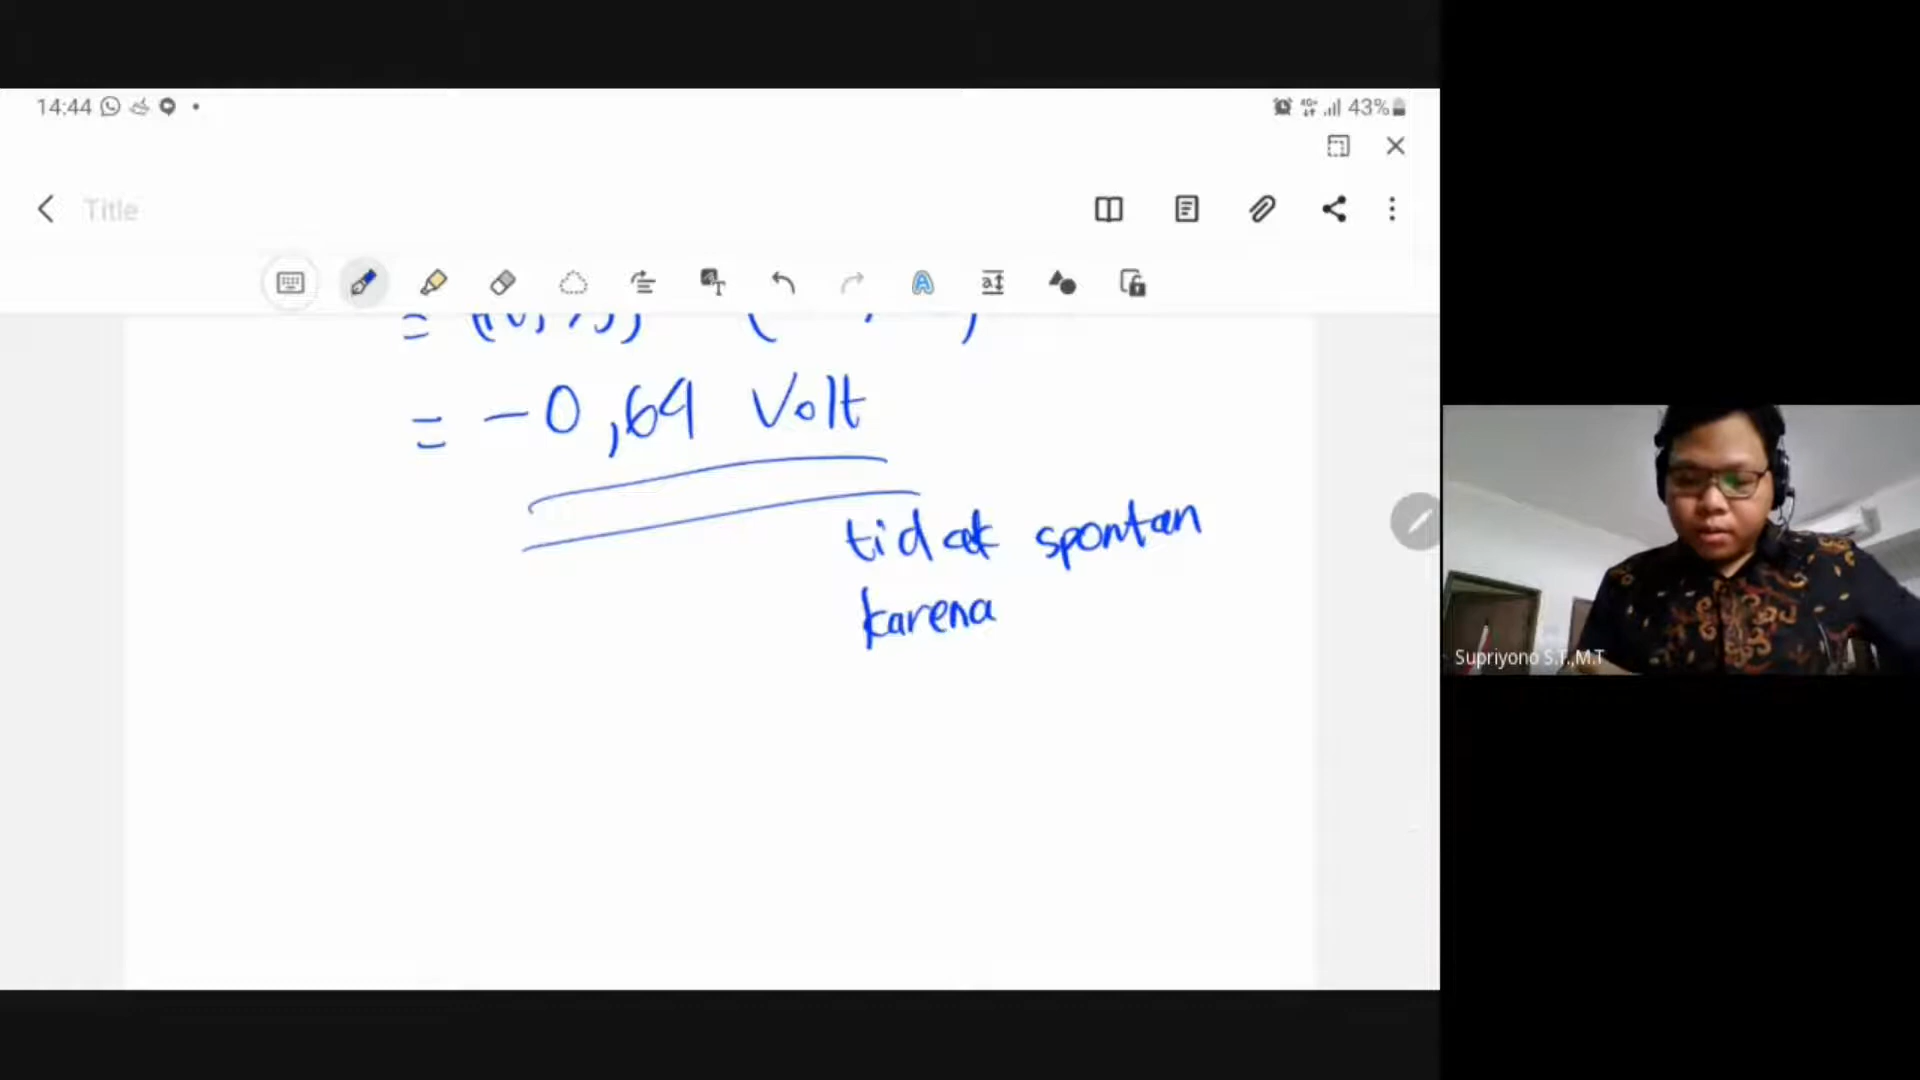 14:44
43%
Title
= - 0,64 Volt
tidak spontan
karena
Supriyono S.T.,M.T